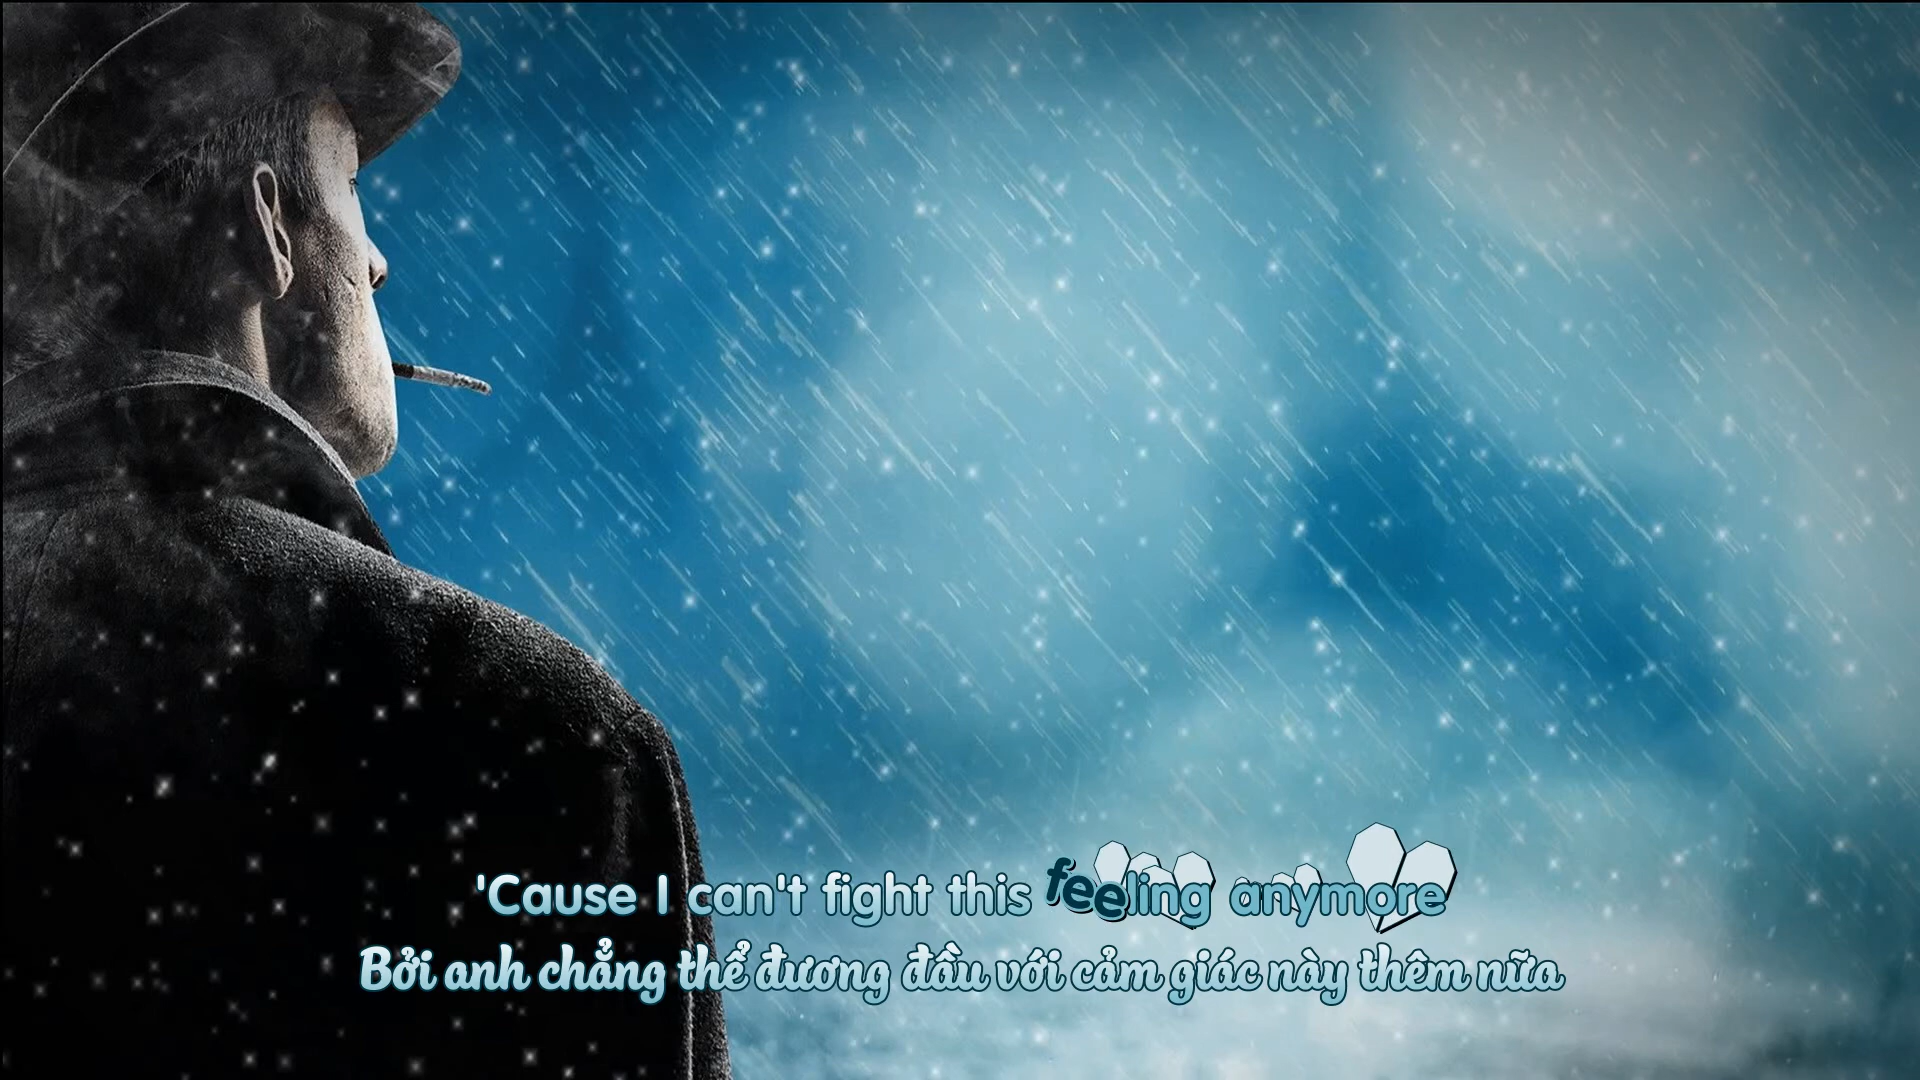 'Cause I can't fight this feeling anymore
Bởi anh chẳng thể đương đầu với cảm giác này thêm nữa